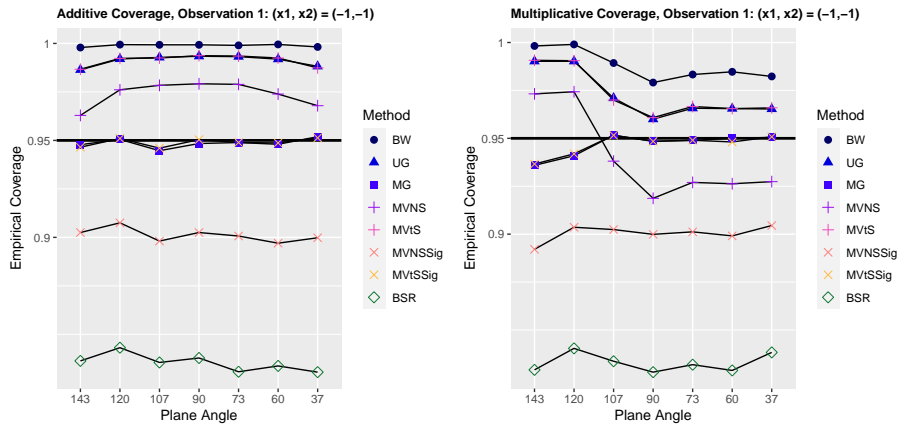 Additive Coverage, Observation 1: (x1, x2) = (−1,−1)
Empirical Coverage
1
0.95
0.9
143
120
107
90
73
60
37
Plane Angle
Method
BW
UG
MG
MVNS
MVtS
MVNSSig
MVtSSig
BSR
Multiplicative Coverage, Observation 1: (x1, x2) = (−1,−1)
Empirical Coverage
1
0.95
0.9
143
120
107
90
73
60
37
Plane Angle
Method
BW
UG
MG
MVNS
MVtS
MVNSSig
MVtSSig
BSR